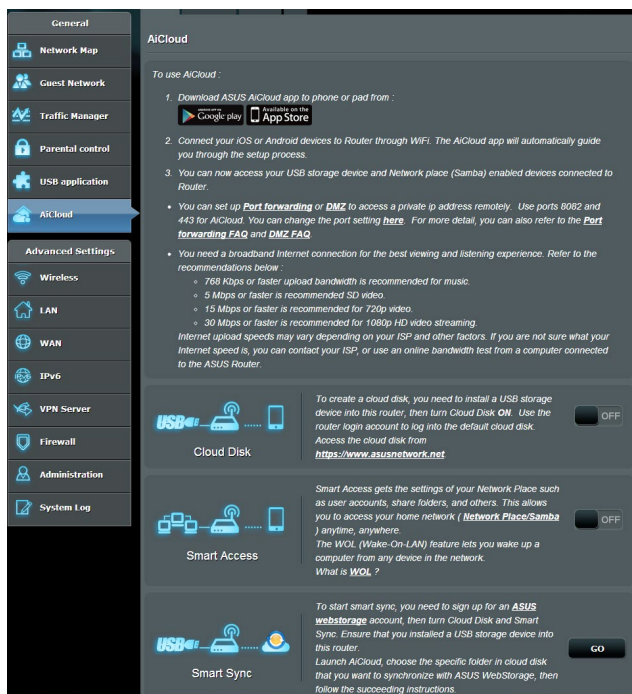 General
Network Map
Guest Network
Traffic Manager
Parental control
USB application
AiCloud
Advanced Settings
Wireless
LAN
WAN
IPv6
VPN Server
Firewall
Administration
System Log
AiCloud
To use AiCloud :
1. Download ASUS AiCloud app to phone or pad from :
ANDROID APP ON
Google play
Available on the
App Store
2. Connect your iOS or Android devices to Router through WiFi. The AiCloud app will automatically guide
you through the setup process.
3. You can now access your USB storage device and Network place (Samba) enabled devices connected to
Router.
• You can set up Port forwarding or DMZ to access a private ip address remotely. Use ports 8082 and
443 for AiCloud. You can change the port setting here. For more detail, you can also refer to the Port
forwarding FAQ and DMZ FAQ.
• You need a broadband Internet connection for the best viewing and listening experience. Refer to the
recommendations below :
◦ 768 Kbps or faster upload bandwidth is recommended for music.
◦ 5 Mbps or faster is recommended SD video.
◦ 15 Mbps or faster is recommended for 720p video.
◦ 30 Mbps or faster is recommended for 1080p HD video streaming.
Internet upload speeds may vary depending on your ISP and other factors. If you are not sure what your
Internet speed is, you can contact your ISP, or use an online bandwidth test from a computer connected
to the ASUS Router.
USB
Cloud Disk
To create a cloud disk, you need to install a USB storage
device into this router, then turn Cloud Disk ON. Use the
router login account to log into the default cloud disk.
Access the cloud disk from
https://www.asusnetwork.net.
OFF
Smart Access
Smart Access gets the settings of your Network Place such
as user accounts, share folders, and others. This allows
you to access your home network ( Network Place/Samba
) anytime, anywhere.
The WOL (Wake-On-LAN) feature lets you wake up a
computer from any device in the network.
What is WOL ?
OFF
USB
Smart Sync
To start smart sync, you need to sign up for an ASUS
webstorage account, then turn Cloud Disk and Smart
Sync. Ensure that you installed a USB storage device into
this router.
Launch AiCloud, choose the specific folder in cloud disk
that you want to synchronize with ASUS WebStorage, then
follow the succeeding instructions.
GO